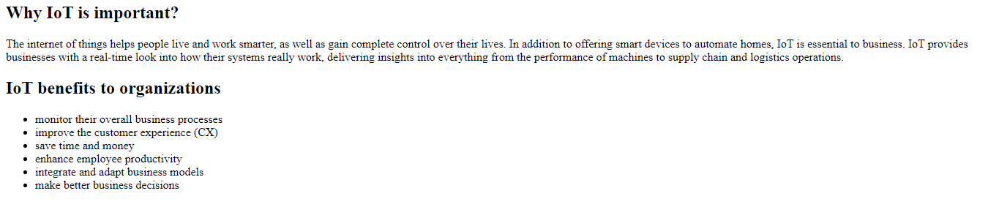 Why IoT is important?
The internet of things helps people live and work smarter, as well as gain complete control over their lives. In addition to offering smart devices to automate homes, IoT is essential to business. IoT provides
businesses with a real-time look into how their systems really work, delivering insights into everything from the performance of machines to supply chain and logistics operations.
IoT benefits to organizations
• monitor their overall business processes
• improve the customer experience (CX)
• save time and money
• enhance employee productivity
• integrate and adapt business models
• make better business decisions